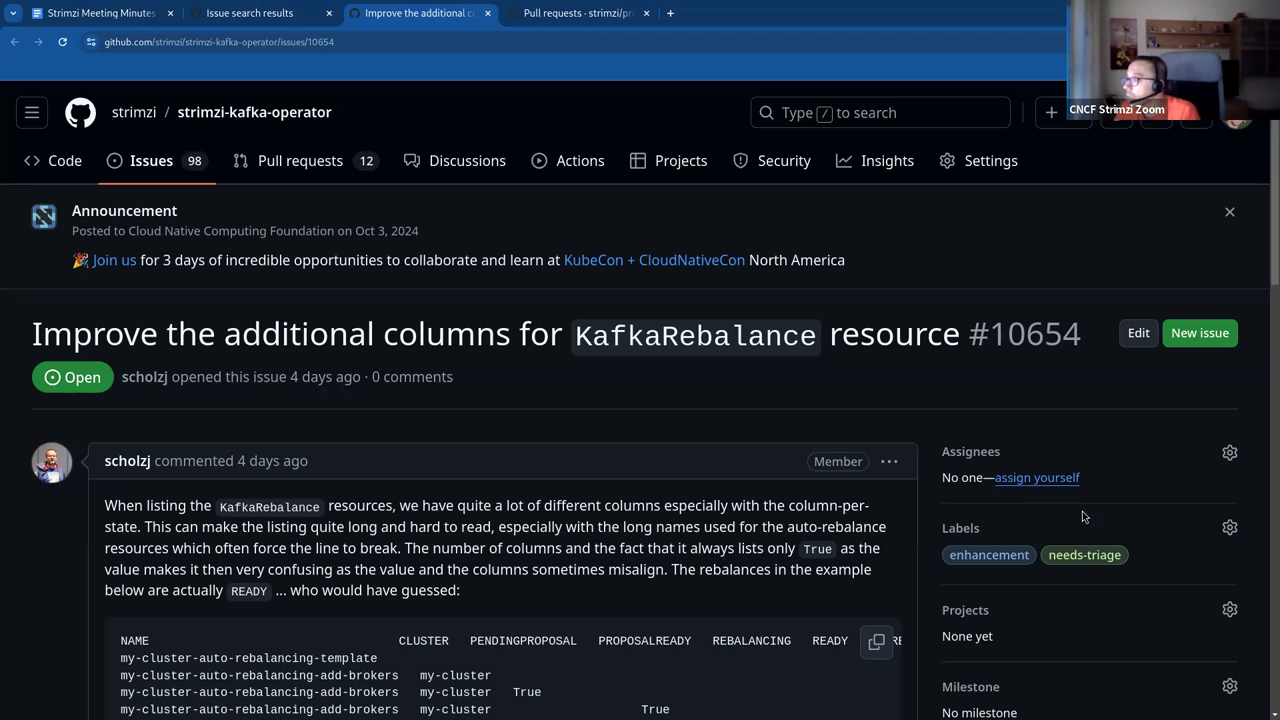 Strimzi Meeting Minutes
Issue search results
Improve the additional c
Pull requests · strimzi/pr
github.com/strimzi/strimzi-kafka-operator/issues/10654
CNCF Strimzi Zoom
strimzi / strimzi-kafka-operator
Type / to search
Code
Issues 98
Pull requests 12
Discussions
Actions
Projects
Security
Insights
Settings
Announcement
Posted to Cloud Native Computing Foundation on Oct 3, 2024
🎉 Join us for 3 days of incredible opportunities to collaborate and learn at KubeCon + CloudNativeCon North America
Improve the additional columns for KafkaRebalance resource #10654
Edit
New issue
Open
scholzj opened this issue 4 days ago · 0 comments
scholzj commented 4 days ago
Member
When listing the KafkaRebalance resources, we have quite a lot of different columns especially with the column-per-
state. This can make the listing quite long and hard to read, especially with the long names used for the auto-rebalance
resources which often force the line to break. The number of columns and the fact that it always lists only True as the
value makes it then very confusing as the value and the columns sometimes misalign. The rebalances in the example
below are actually READY ... who would have guessed:
NAME CLUSTER PENDINGPROPOSAL PROPOSALREADY REBALANCING READY
my-cluster-auto-rebalancing-template
my-cluster-auto-rebalancing-add-brokers my-cluster
my-cluster-auto-rebalancing-add-brokers my-cluster True
my-cluster-auto-rebalancing-add-brokers my-cluster True
Assignees
No one—assign yourself
Labels
enhancement
needs-triage
Projects
None yet
Milestone
No milestone